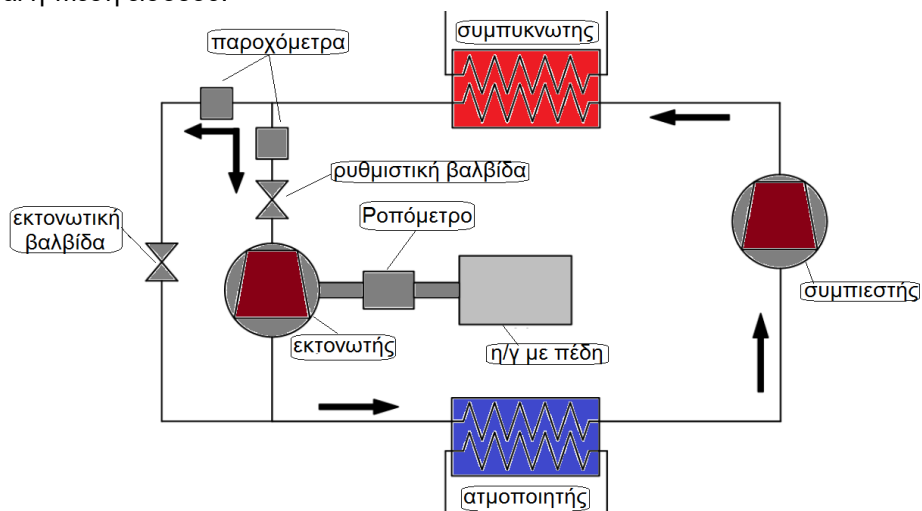 παροχόμετρα
συμπυκνωτης
ρυθμιστική βαλβίδα
εκτονωτική
βαλβίδα
Ροπόμετρο
συμπιεστής
εκτονωτής
η/γ με πέδη
ατμοποιητής